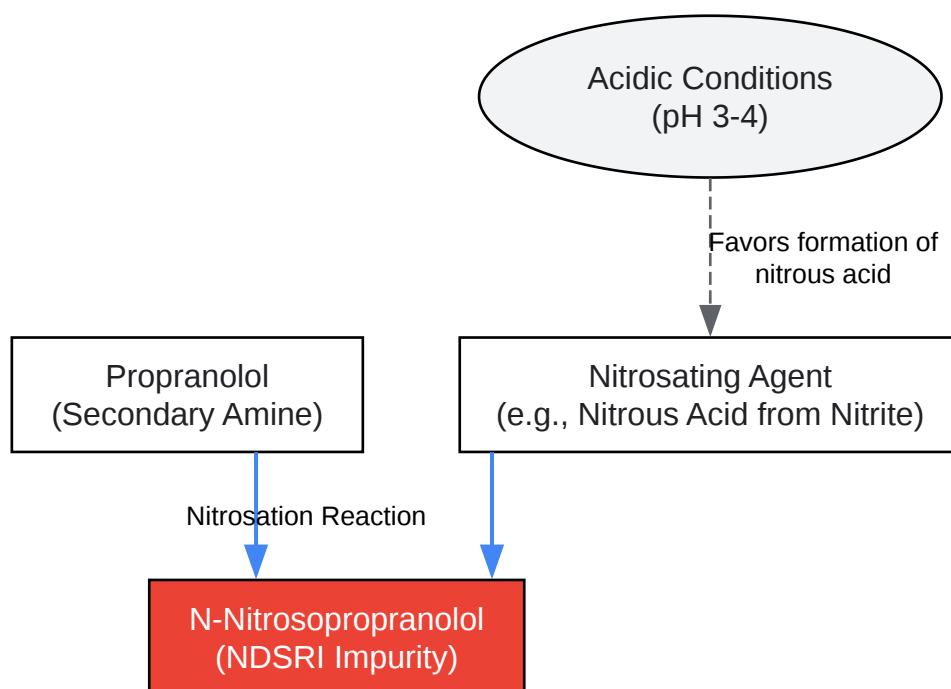 Acidic Conditions
(pH 3-4)
Favors formation of
nitrous acid
Propranolol
(Secondary Amine)
Nitrosating Agent
(e.g., Nitrous Acid from Nitrite)
Nitrosation Reaction
N-Nitrosopropranolol
(NDSRI Impurity)